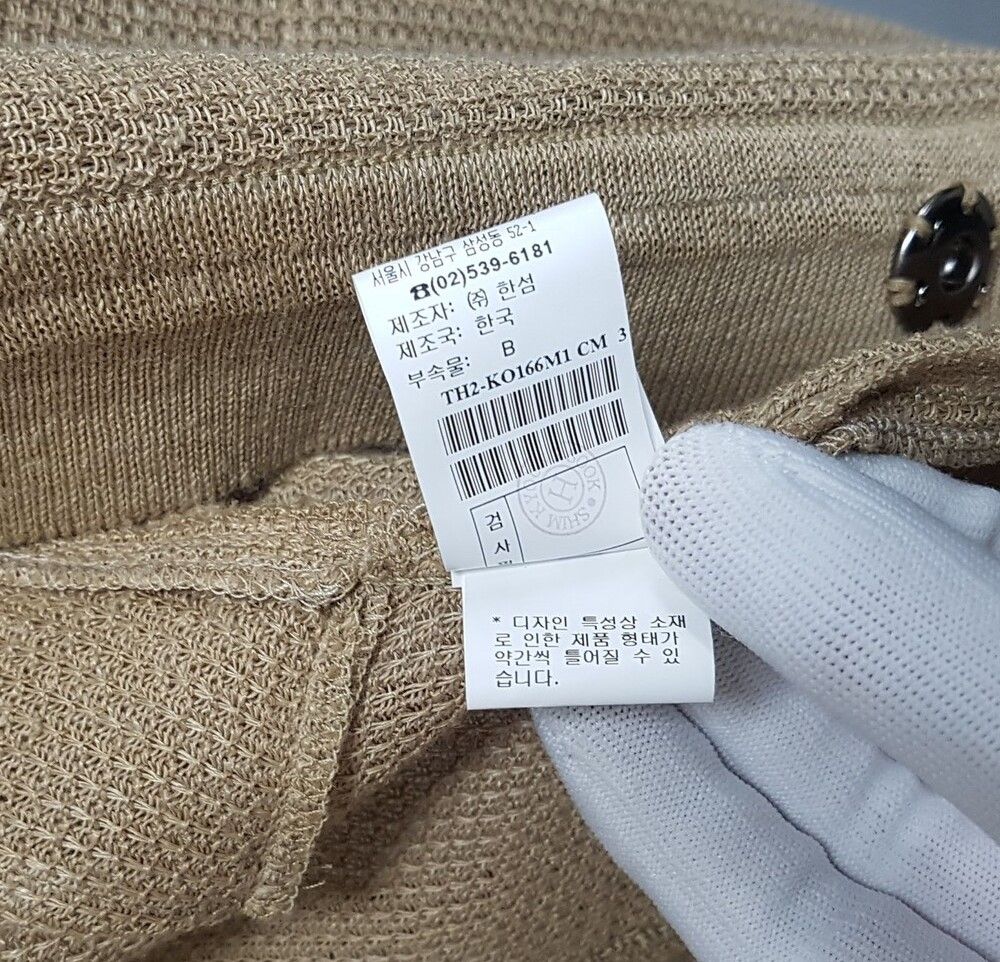 서울시 강남구 삼성동 52-1
☎(02)539-6181
제조자: ㈜ 한섬
제조국: 한국
부속물: B
TH2-KO166M1 CM 3
검
사
* 디자인 특성상 소재
로 인한 제품 형태가
약간씩 틀어질 수 있
습니다.